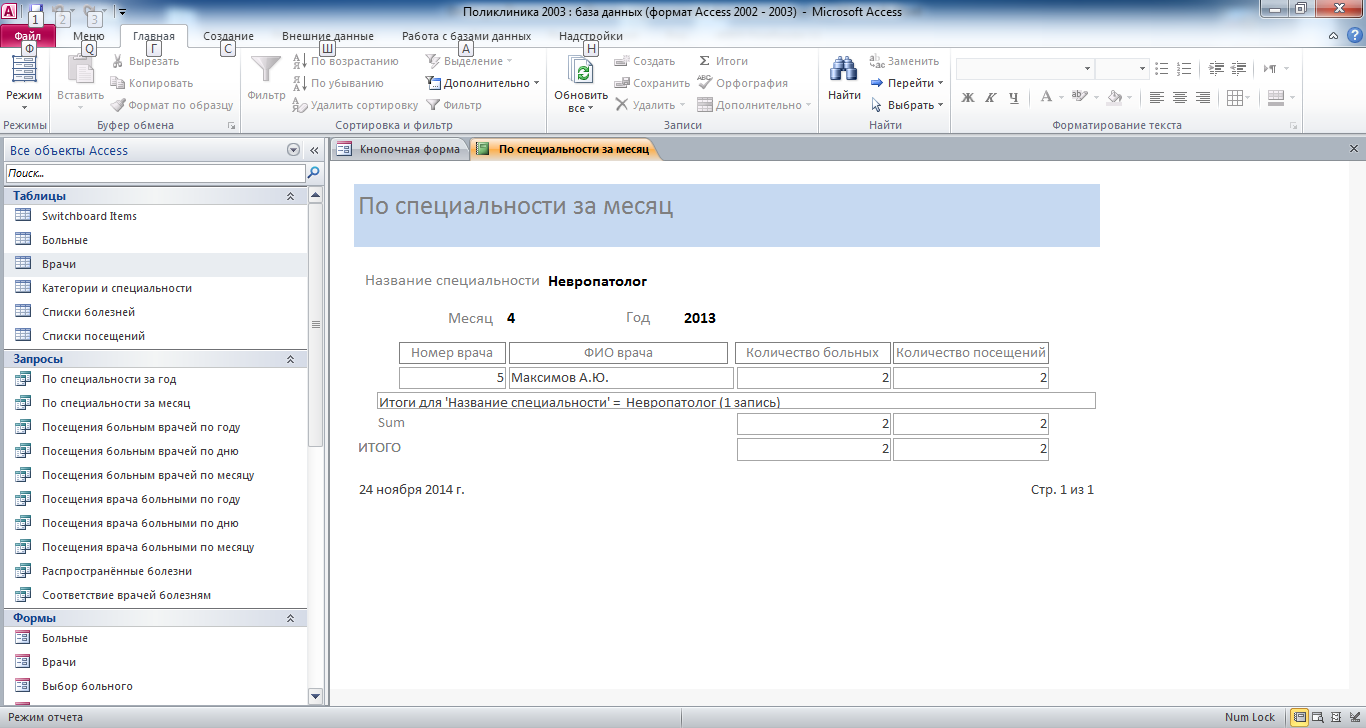 Поликлиника 2003 : база данных (формат Access 2002 - 2003) - Microsoft Access
1 2 3
Файл Меню Главная Создание Внешние данные Работа с базами данных Надстройки
Ф Q Г С Ш А Н
Режим
Режимы
Вставить
Вырезать
Копировать
Формат по образцу
Буфер обмена
Фильтр
По возрастанию
По убыванию
Удалить сортировку
Выделение
Дополнительно
Фильтр
Сортировка и фильтр
Обновить
все
Создать
Сохранить
Удалить
Итоги
Орфография
Дополнительно
Записи
Найти
Заменить
Перейти
Выбрать
Найти
Ж К Ч
Форматирование текста
Все объекты Access
Поиск...
Таблицы
Switchboard Items
Больные
Врачи
Категории и специальности
Списки болезней
Списки посещений
Запросы
По специальности за год
По специальности за месяц
Посещения больным врачей по году
Посещения больным врачей по дню
Посещения больным врачей по месяцу
Посещения врача больными по году
Посещения врача больными по дню
Посещения врача больными по месяцу
Распространённые болезни
Соответствие врачей болезням
Формы
Больные
Врачи
Выбор больного
Кнопочная форма
По специальности за месяц
По специальности за месяц
Название специальности Невропатолог
Месяц 4 Год 2013
Номер врача ФИО врача Количество больных Количество посещений
5 Максимов А.Ю. 2 2
Итоги для 'Название специальности' = Невропатолог (1 запись)
Sum 2 2
ИТОГО 2 2
24 ноября 2014 г. Стр. 1 из 1
Режим отчета
Num Lock